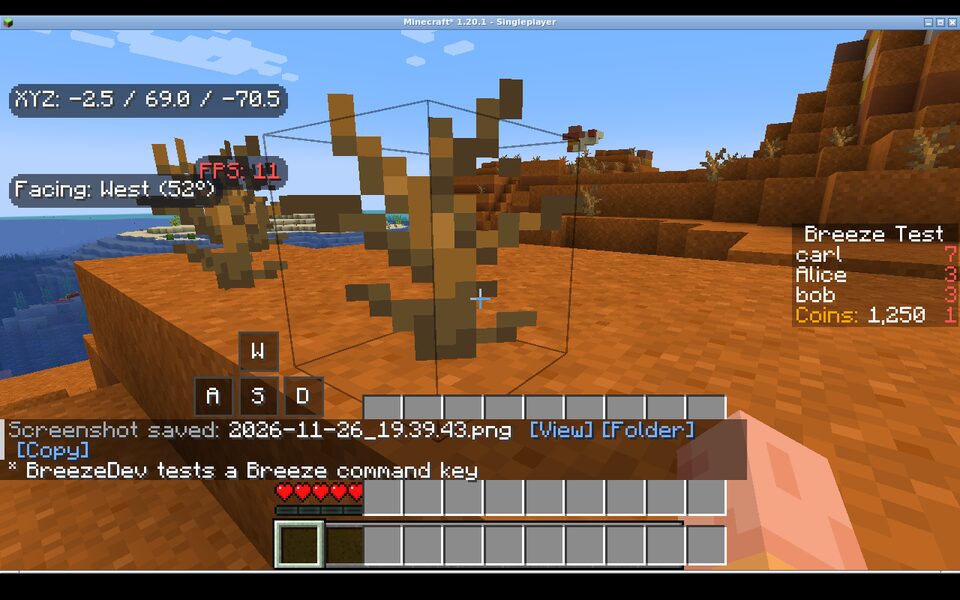 Minecraft* 1.20.1 - Singleplayer
XYZ: -2.5 / 69.0 / -70.5
FPS: 11
Facing: West (52°)
Breeze Test
carl 7
Alice 3
bob 3
Coins: 1,250 1
W
A S D
Screenshot saved: 2026-11-26_19.39.43.png [View] [Folder]
[Copy]
* BreezeDev tests a Breeze command key